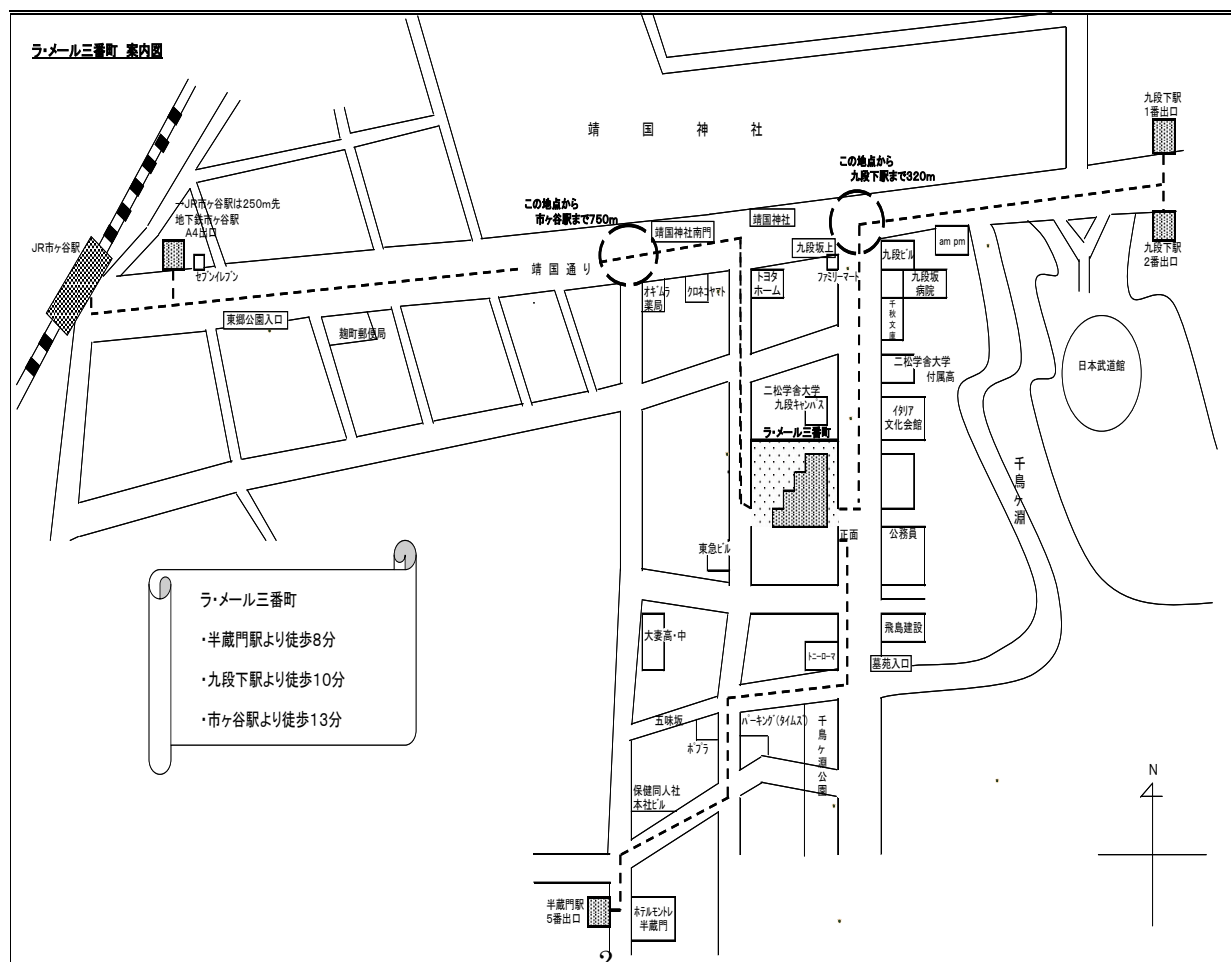 ラ・メール三番町 案内図
九段下駅
1番出口
靖国神社
この地点から
九段下駅まで320m
→JR市ヶ谷駅は250m先
地下鉄市ヶ谷駅
A4出口
この地点から
市ヶ谷駅まで750m
靖国神社
靖国神社南門
JR市ヶ谷駅
九段坂上
am pm
九段下駅
2番出口
九段ビル
セブンイレブン
靖国通り
トヨタ
ホーム
ファミリーマート
九段坂
病院
オギムラ
薬局
クロネコヤマト
千秋文庫
東郷公園入口
麹町郵便局
二松学舎大学
付属高
日本武道館
二松学舎大学
九段キャンパス
イタリア
文化会館
ラ・メール三番町
千鳥ヶ淵
正面
公務員
東急ビル
ラ・メール三番町
・半蔵門駅より徒歩8分
・九段下駅より徒歩10分
・市ヶ谷駅より徒歩13分
大妻高・中
飛島建設
トニーローマ
墓苑入口
五味坂
パーキング(タイムズ)
千鳥ヶ淵公園
ポプラ
N
保健同人社
本社ビル
半蔵門駅
5番出口
ホテルモントレ
半蔵門
2